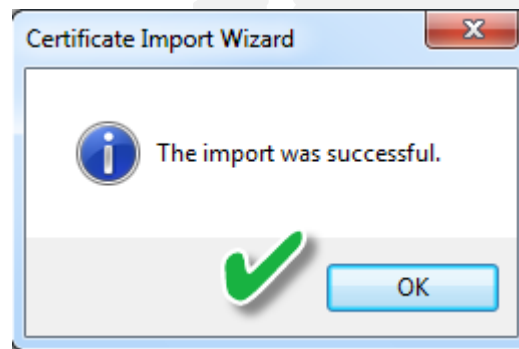 Certificate Import Wizard
The import was successful.
OK